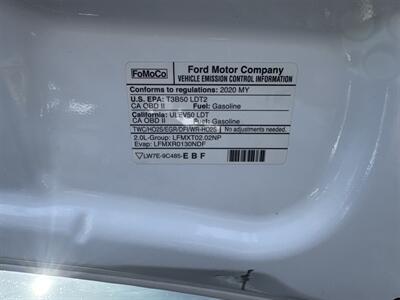 FoMoCo
Ford Motor Company
VEHICLE EMISSION CONTROL INFORMATION
Conforms to regulations: 2020 MY
U.S. EPA: T3B50 LDT2
CA OBD II Fuel: Gasoline
California: ULEV50 LDT
CA OBD II Fuel: Gasoline
TWC/HO2S/EGR/DFI/WR-HO2S No adjustments needed.
2.0L-Group: LFMXT02.02NP
Evap: LFMXR0130NDF
LW7E-9C485-EBF